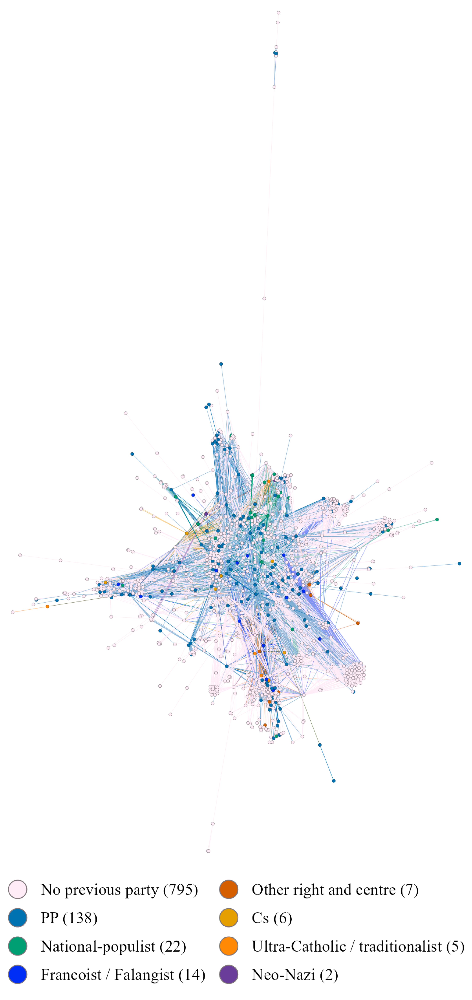 No previous party (795)
PP (138)
National-populist (22)
Francoist / Falangist (14)
Other right and centre (7)
Cs (6)
Ultra-Catholic / traditionalist (5)
Neo-Nazi (2)